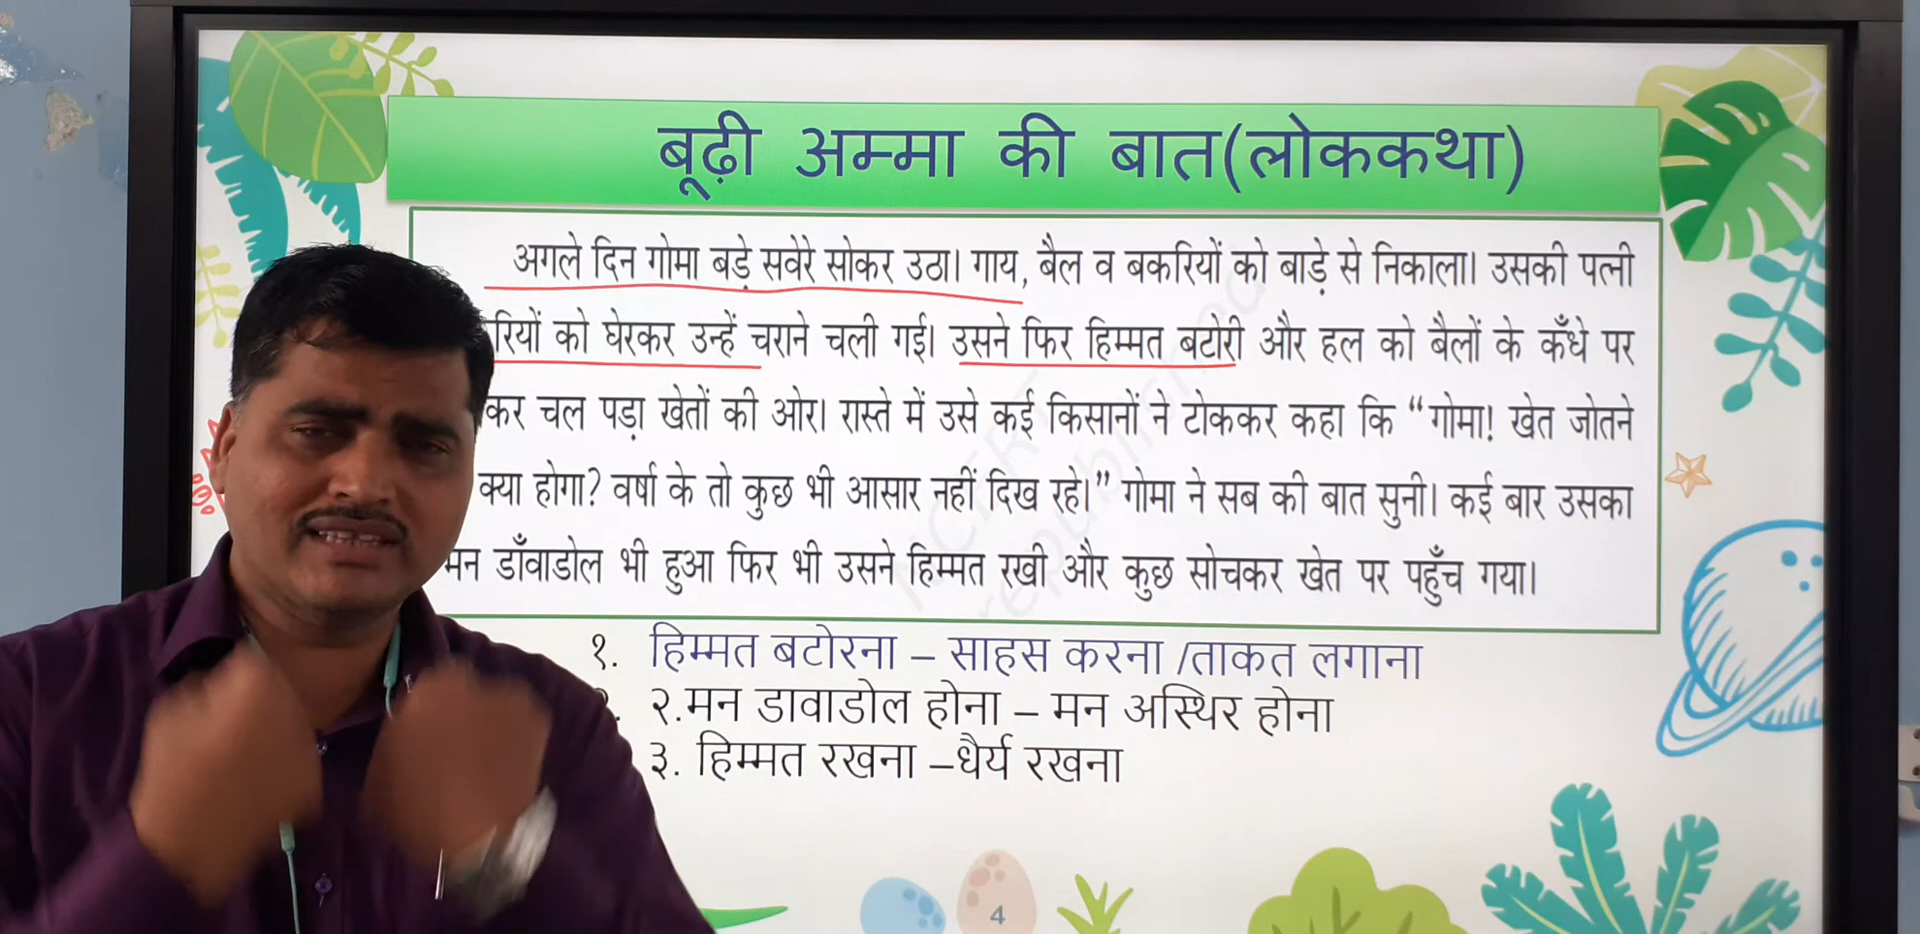 बूढ़ी अम्मा की बात(लोककथा)
अगले दिन गोमा बड़े सवेरे सोकर उठा। गाय, बैल व बकरियों को बाड़े से निकाला। उसकी पत्नी
रियों को घेरकर उन्हें चराने चली गई। उसने फिर हिम्मत बटोरी और हल को बैलों के कँधे पर
कर चल पड़ा खेतों की ओर। रास्ते में उसे कई किसानों ने टोककर कहा कि “गोमा! खेत जोतने
क्या होगा? वर्षा के तो कुछ भी आसार नहीं दिख रहे।” गोमा ने सब की बात सुनी। कई बार उसका
मन डाँवाडोल भी हुआ फिर भी उसने हिम्मत रखी और कुछ सोचकर खेत पर पहुँच गया।
१. हिम्मत बटोरना – साहस करना /ताकत लगाना
२.मन डावाडोल होना – मन अस्थिर होना
३. हिम्मत रखना –धैर्य रखना
4